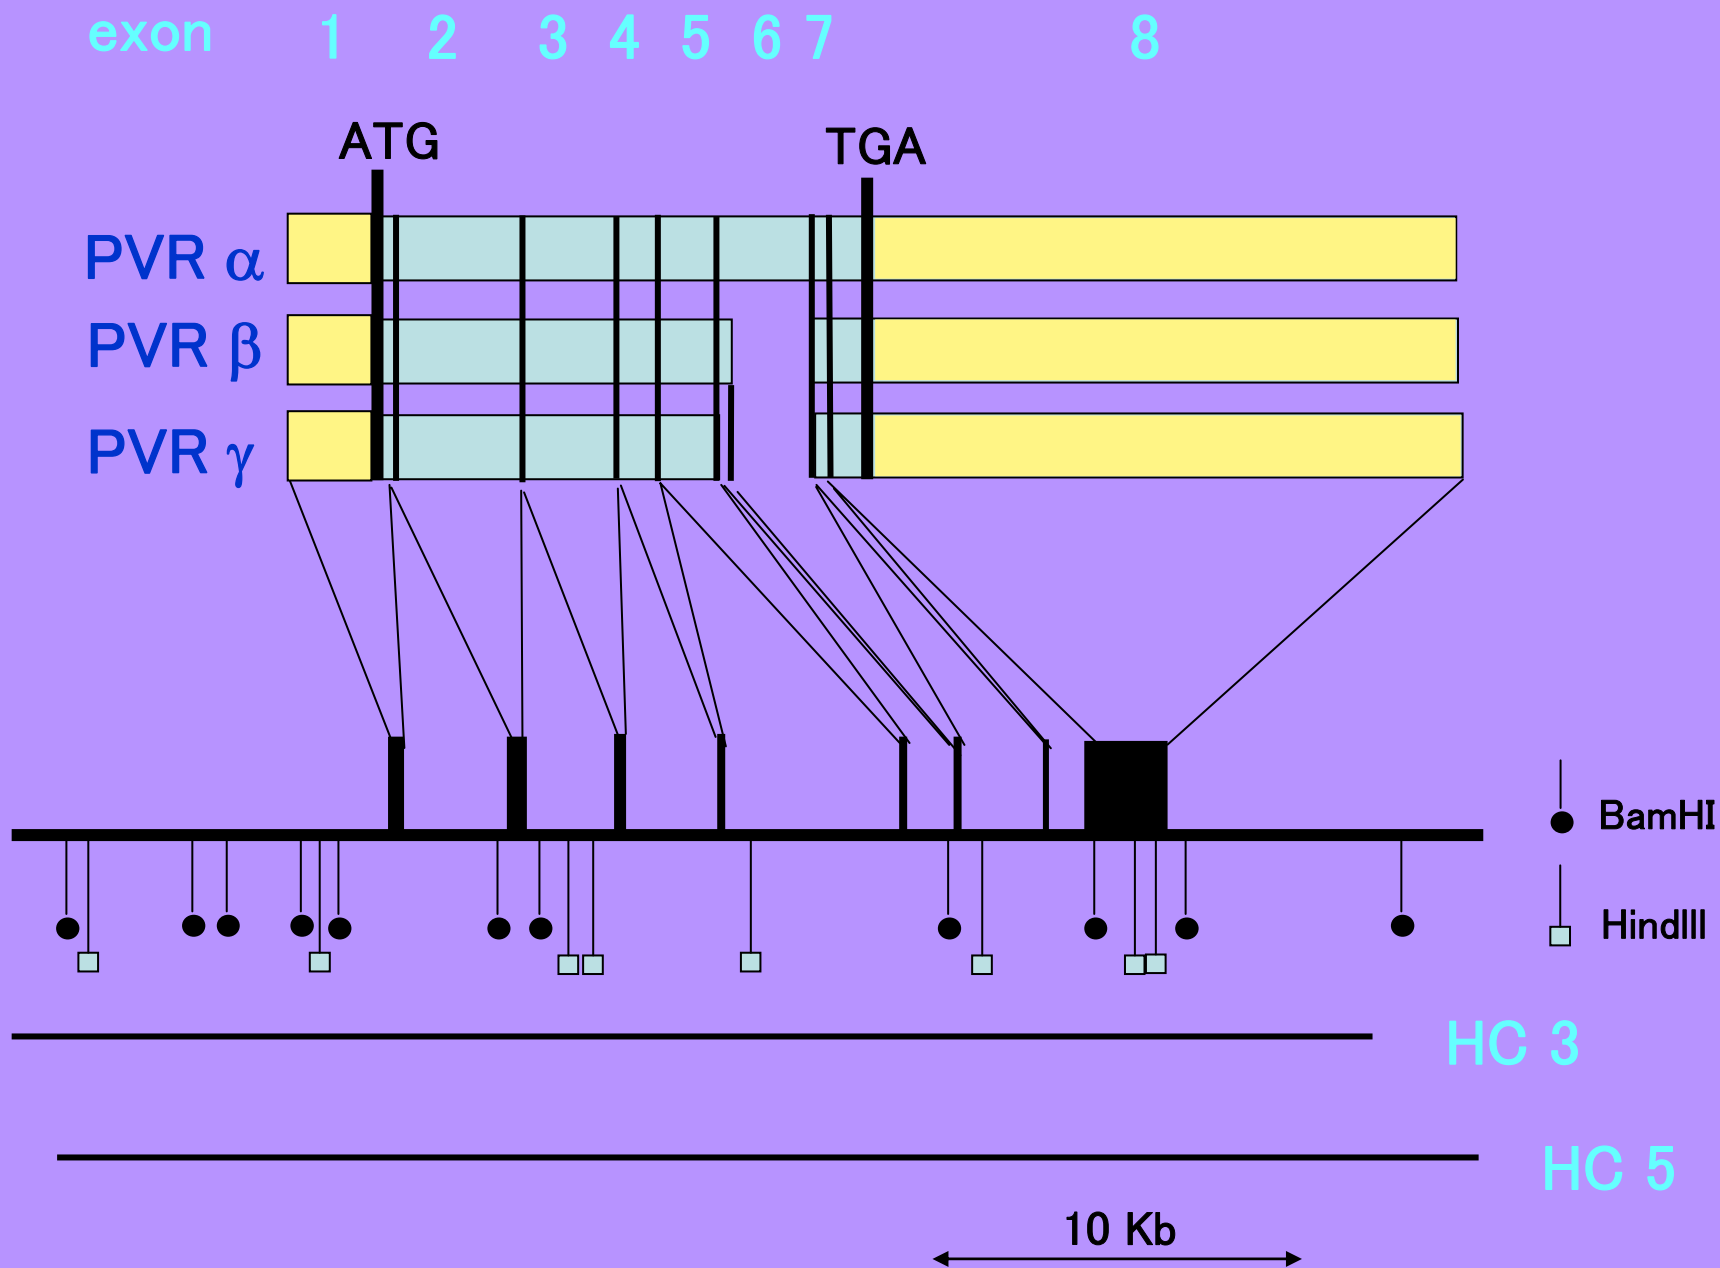 exon 1 2 3 4 5 6 7 8
ATG TGA
PVR α
PVR β
PVR γ
BamHI
HindIII
HC 3
HC 5
10 Kb